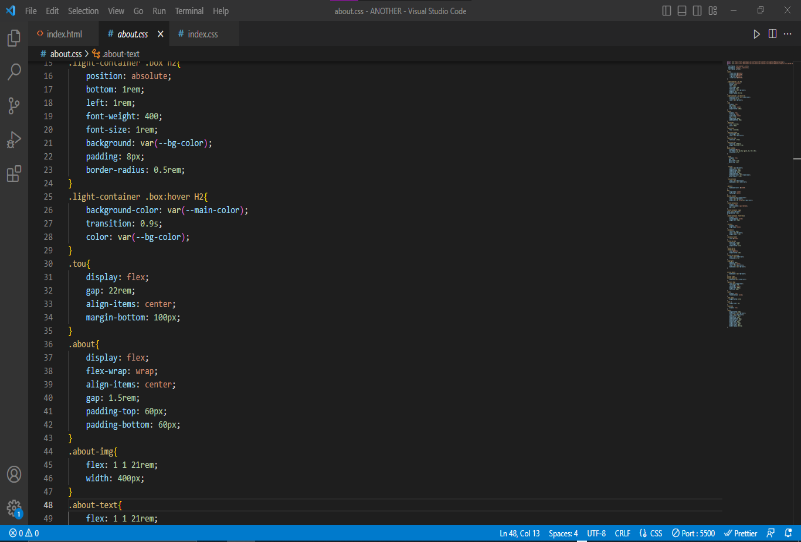 File Edit Selection View Go Run Terminal Help about.css - ANOTHER - Visual Studio Code
index.html # about.css X # index.css
# about.css > .about-text
15 .light-container .box h2{
16 position: absolute;
17 bottom: 1rem;
18 left: 1rem;
19 font-weight: 400;
20 font-size: 1rem;
21 background: var(--bg-color);
22 padding: 8px;
23 border-radius: 0.5rem;
24 }
25 .light-container .box:hover H2{
26 background-color: var(--main-color);
27 transition: 0.9s;
28 color: var(--bg-color);
29 }
30 .tou{
31 display: flex;
32 gap: 22rem;
33 align-items: center;
34 margin-bottom: 100px;
35 }
36 .about{
37 display: flex;
38 flex-wrap: wrap;
39 align-items: center;
40 gap: 1.5rem;
41 padding-top: 60px;
42 padding-bottom: 60px;
43 }
44 .about-img{
45 flex: 1 1 21rem;
46 width: 400px;
47 }
48 .about-text{
49 flex: 1 1 21rem;
1
0 0 Ln 48, Col 13 Spaces: 4 UTF-8 CRLF CSS Port : 5500 Prettier